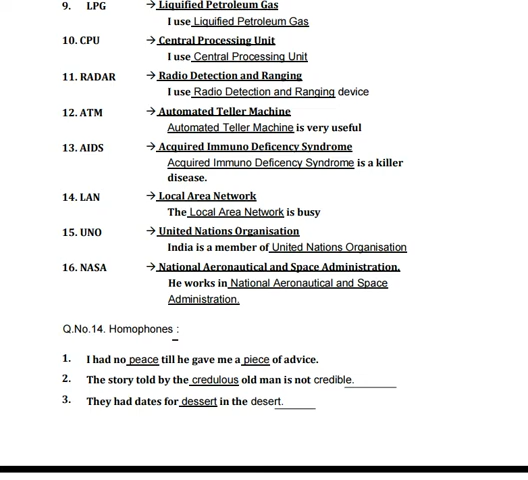 9. LPG → Liquified Petroleum Gas
I use Liquified Petroleum Gas
10. CPU → Central Processing Unit
I use Central Processing Unit
11. RADAR → Radio Detection and Ranging
I use Radio Detection and Ranging device
12. ATM → Automated Teller Machine
Automated Teller Machine is very useful
13. AIDS → Acquired Immuno Deficency Syndrome
Acquired Immuno Deficency Syndrome is a killer
disease.
14. LAN → Local Area Network
The Local Area Network is busy
15. UNO → United Nations Organisation
India is a member of United Nations Organisation
16. NASA → National Aeronautical and Space Administration.
He works in National Aeronautical and Space
Administration.
Q.No.14. Homophones :
1. I had no peace till he gave me a piece of advice.
2. The story told by the credulous old man is not credible.
3. They had dates for dessert in the desert.